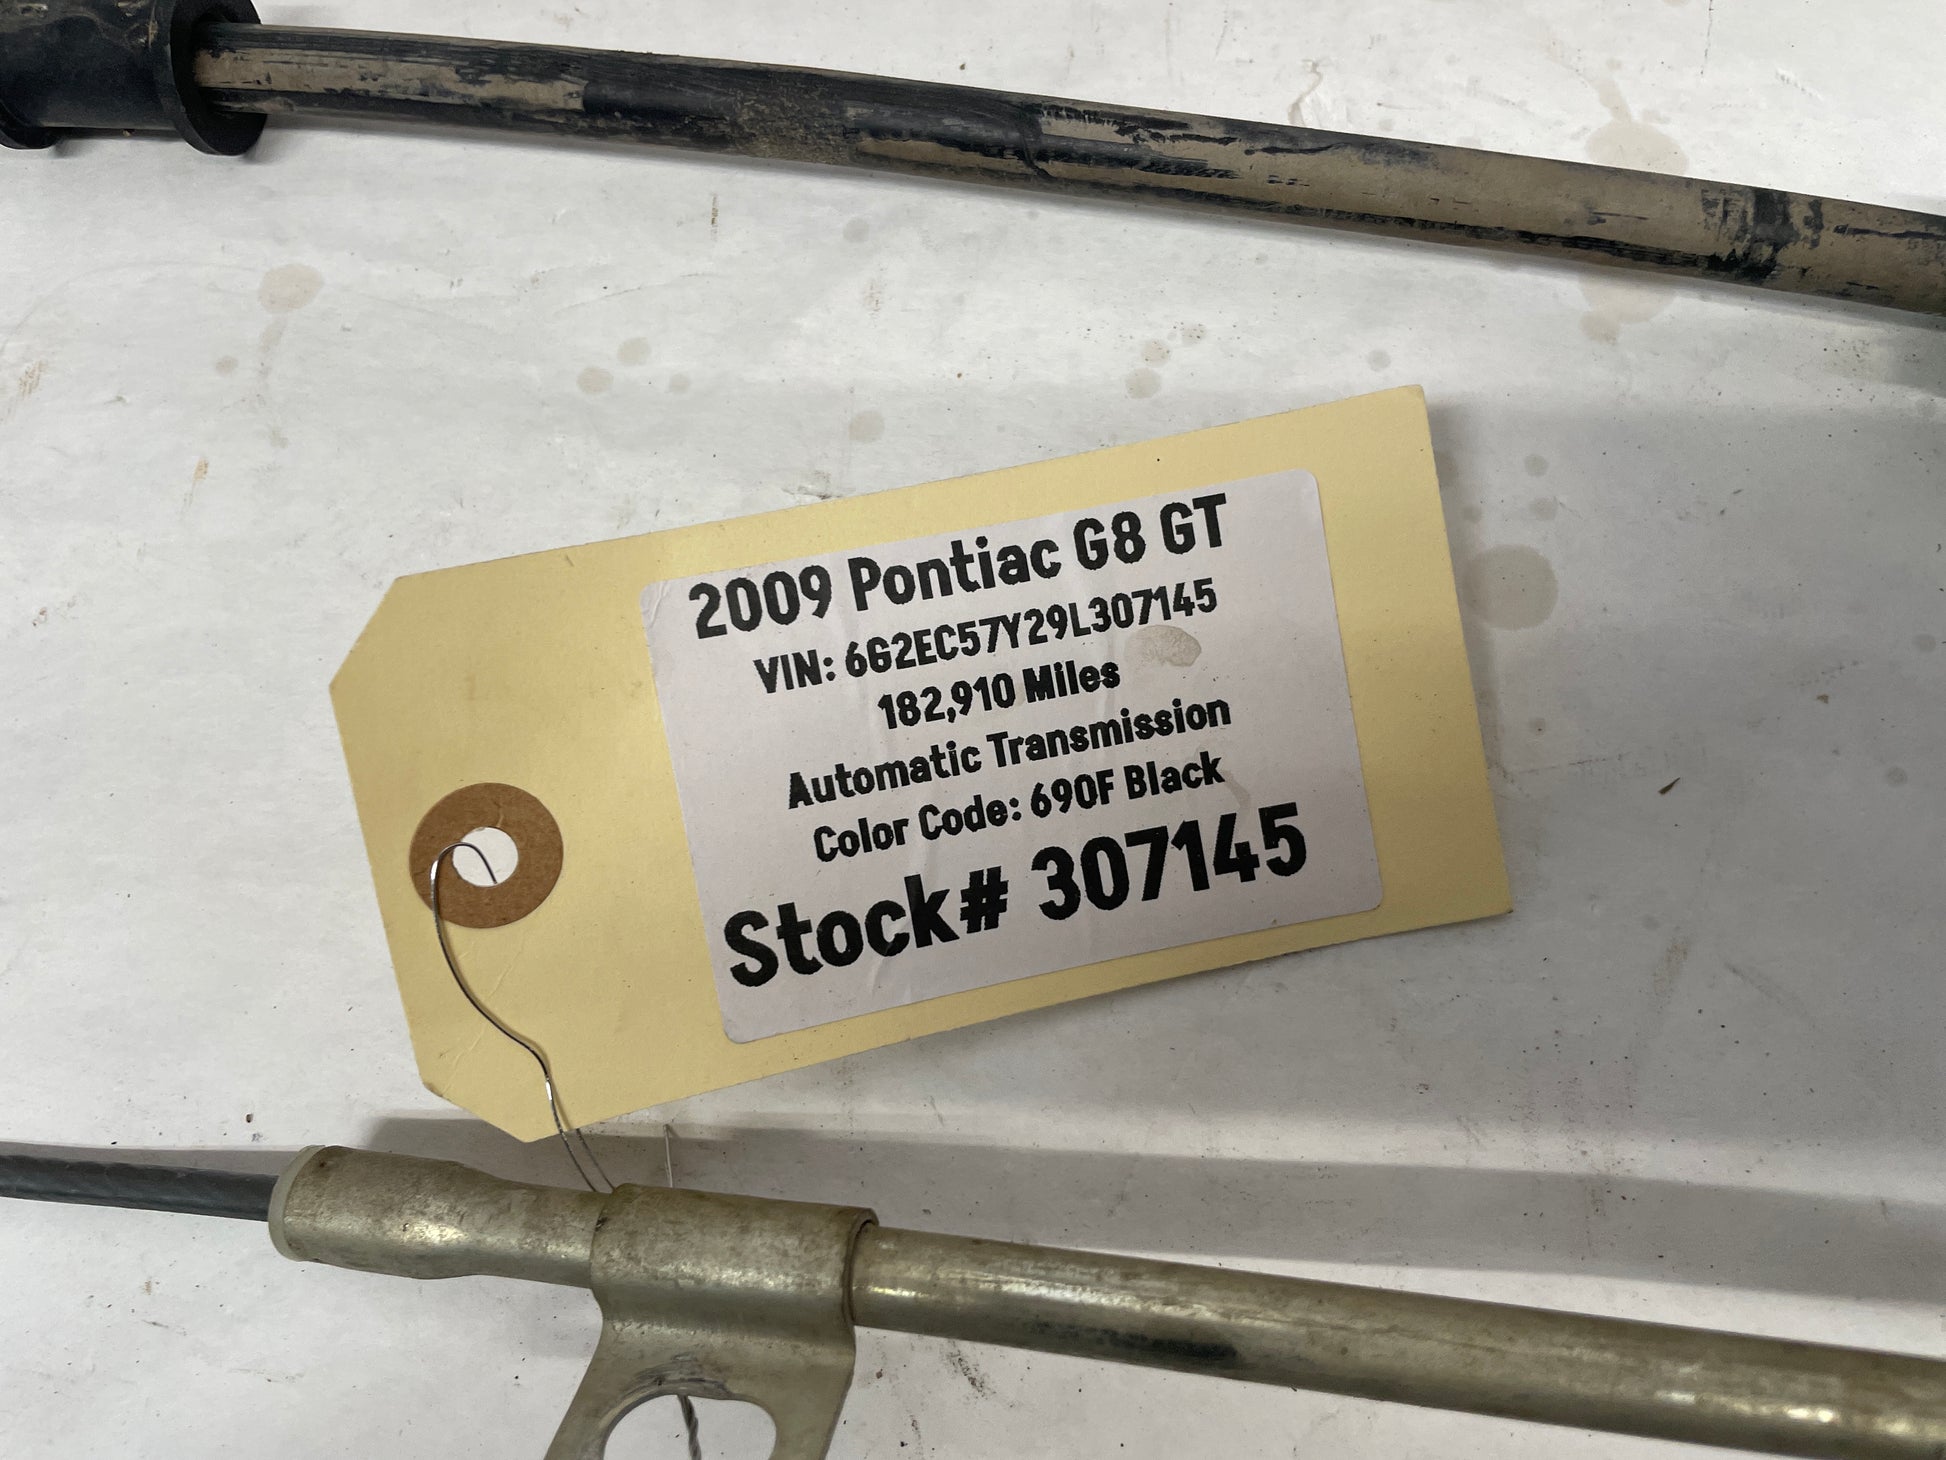 2009 Pontiac G8 GT
VIN: 6G2EC57Y29L307145
182,910 Miles
Automatic Transmission
Color Code: 690F Black
Stock# 307145